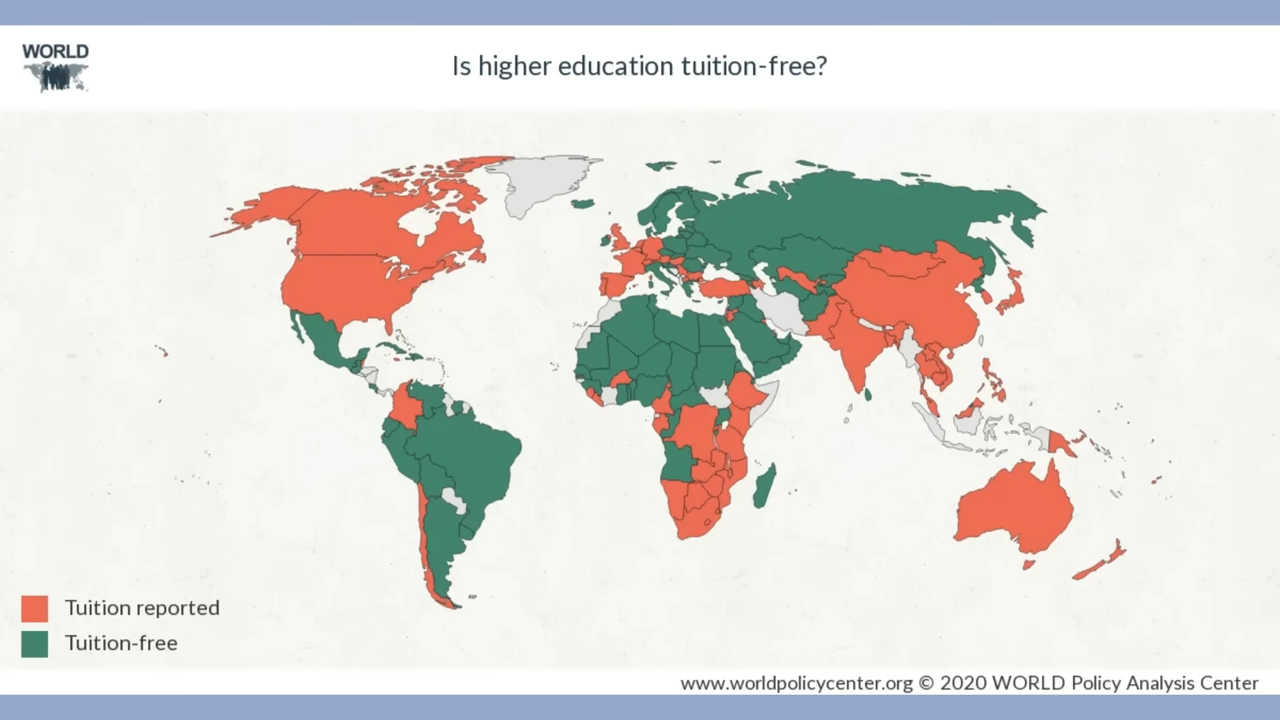 WORLD
Is higher education tuition-free?
Tuition reported
Tuition-free
www.worldpolicycenter.org © 2020 WORLD Policy Analysis Center